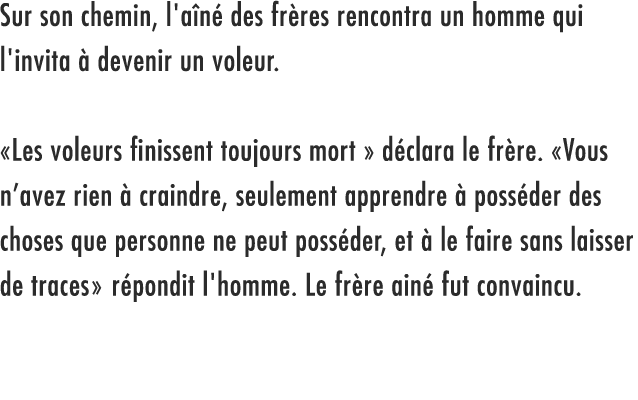 Sur son chemin, l'aîné des frères rencontra un homme qui
l'invita à devenir un voleur.
«Les voleurs finissent toujours mort » déclara le frère. «Vous
n’avez rien à craindre, seulement apprendre à posséder des
choses que personne ne peut posséder, et à le faire sans laisser
de traces» répondit l'homme. Le frère ainé fut convaincu.